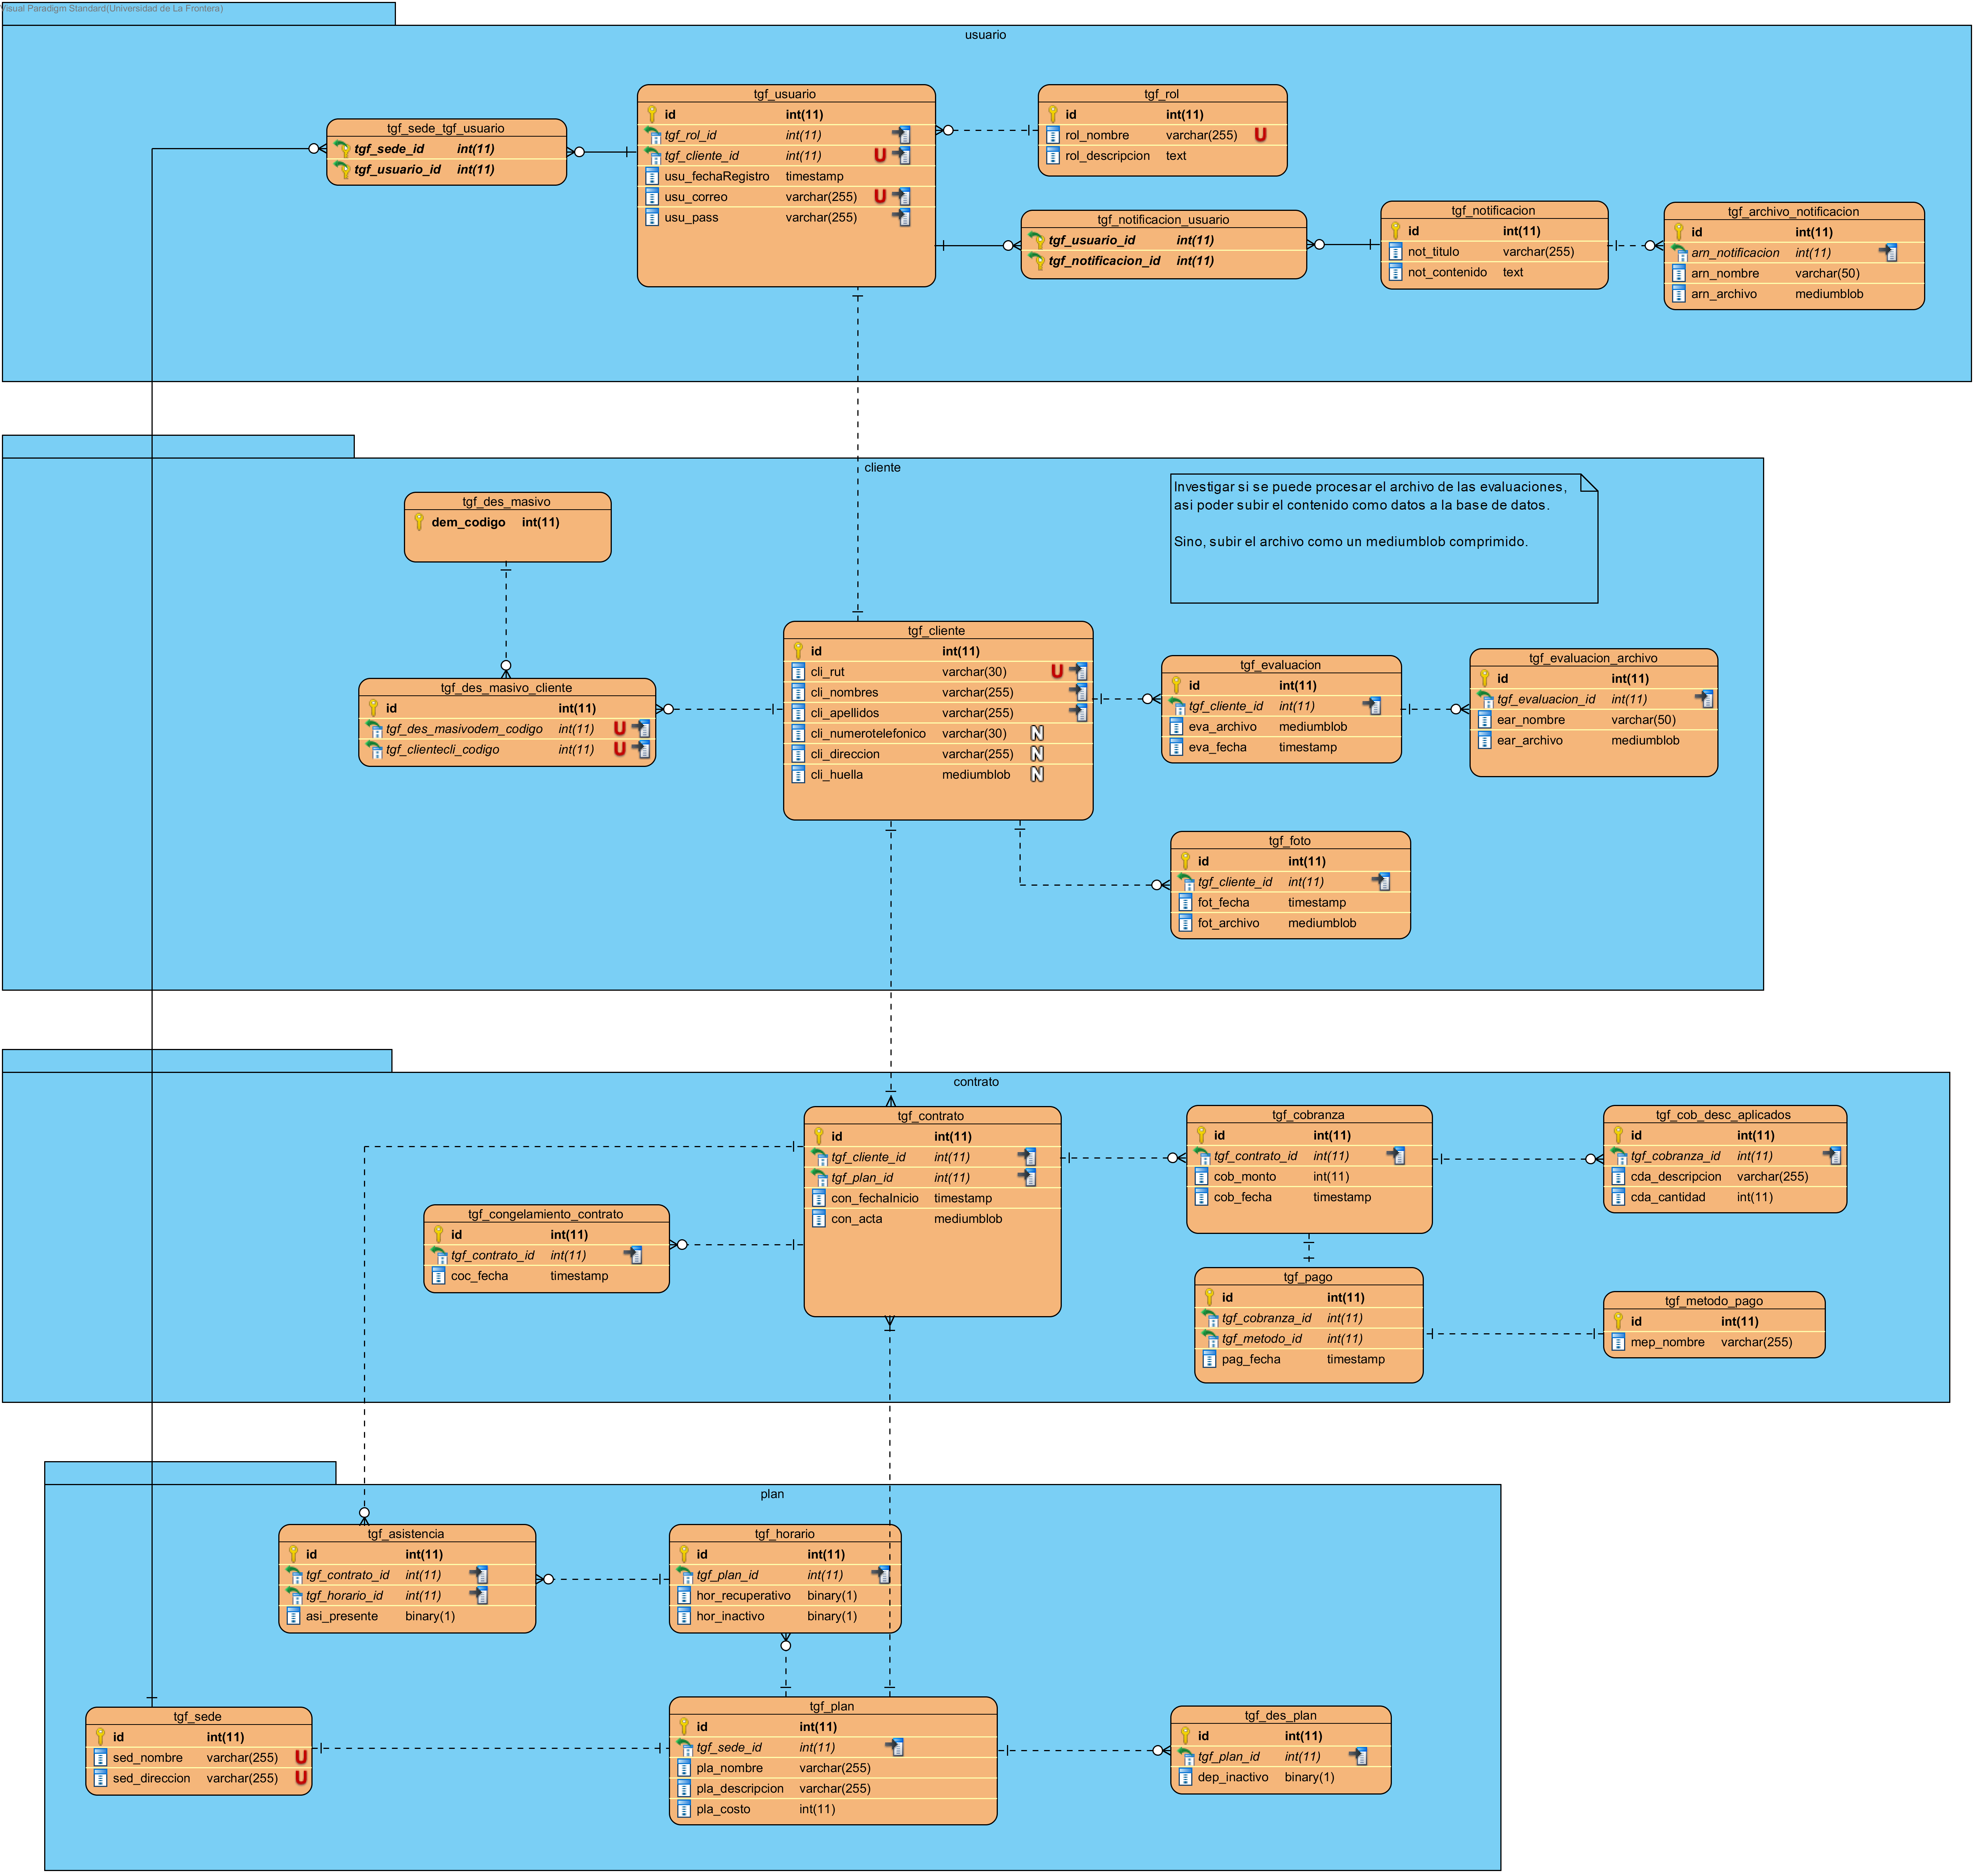 Visual Paradigm Standard(Universidad de La Frontera)
usuario
tgf_sede_tgf_usuario
tgf_sede_id int(11)
tgf_usuario_id int(11)
tgf_usuario
id int(11)
tgf_rol_id int(11)
tgf_cliente_id int(11) U
usu_fechaRegistro timestamp
usu_correo varchar(255) U
usu_pass varchar(255)
tgf_rol
id int(11)
rol_nombre varchar(255) U
rol_descripcion text
tgf_notificacion_usuario
tgf_usuario_id int(11)
tgf_notificacion_id int(11)
tgf_notificacion
id int(11)
not_titulo varchar(255)
not_contenido text
tgf_archivo_notificacion
id int(11)
arn_notificacion int(11)
arn_nombre varchar(50)
arn_archivo mediumblob
cliente
Investigar si se puede procesar el archivo de las evaluaciones,
asi poder subir el contenido como datos a la base de datos.
Sino, subir el archivo como un mediumblob comprimido.
tgf_des_masivo
dem_codigo int(11)
tgf_des_masivo_cliente
id int(11)
tgf_des_masivodem_codigo int(11) U
tgf_clientecli_codigo int(11) U
tgf_cliente
id int(11)
cli_rut varchar(30) U
cli_nombres varchar(255)
cli_apellidos varchar(255)
cli_numerotelefonico varchar(30) N
cli_direccion varchar(255) N
cli_huella mediumblob N
tgf_evaluacion
id int(11)
tgf_cliente_id int(11)
eva_archivo mediumblob
eva_fecha timestamp
tgf_evaluacion_archivo
id int(11)
tgf_evaluacion_id int(11)
ear_nombre varchar(50)
ear_archivo mediumblob
tgf_foto
id int(11)
tgf_cliente_id int(11)
fot_fecha timestamp
fot_archivo mediumblob
contrato
tgf_contrato
id int(11)
tgf_cliente_id int(11)
tgf_plan_id int(11)
con_fechaInicio timestamp
con_acta mediumblob
tgf_cobranza
id int(11)
tgf_contrato_id int(11)
cob_monto int(11)
cob_fecha timestamp
tgf_cob_desc_aplicados
id int(11)
tgf_cobranza_id int(11)
cda_descripcion varchar(255)
cda_cantidad int(11)
tgf_congelamiento_contrato
id int(11)
tgf_contrato_id int(11)
coc_fecha timestamp
tgf_pago
id int(11)
tgf_cobranza_id int(11)
tgf_metodo_id int(11)
pag_fecha timestamp
tgf_metodo_pago
id int(11)
mep_nombre varchar(255)
plan
tgf_asistencia
id int(11)
tgf_contrato_id int(11)
tgf_horario_id int(11)
asi_presente binary(1)
tgf_horario
id int(11)
tgf_plan_id int(11)
hor_recuperativo binary(1)
hor_inactivo binary(1)
tgf_sede
id int(11)
sed_nombre varchar(255) U
sed_direccion varchar(255) U
tgf_plan
id int(11)
tgf_sede_id int(11)
pla_nombre varchar(255)
pla_descripcion varchar(255)
pla_costo int(11)
tgf_des_plan
id int(11)
tgf_plan_id int(11)
dep_inactivo binary(1)